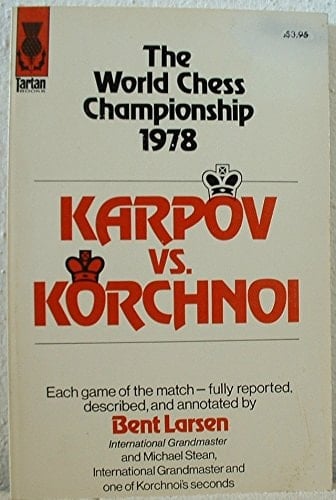 Tartan
BOOKS
$3.95
The
World Chess
Championship
1978
KARPOV
VS.
KORCHNOI
Each game of the match — fully reported,
described, and annotated by
Bent Larsen
International Grandmaster
and Michael Stean,
International Grandmaster and
one of Korchnoi's seconds